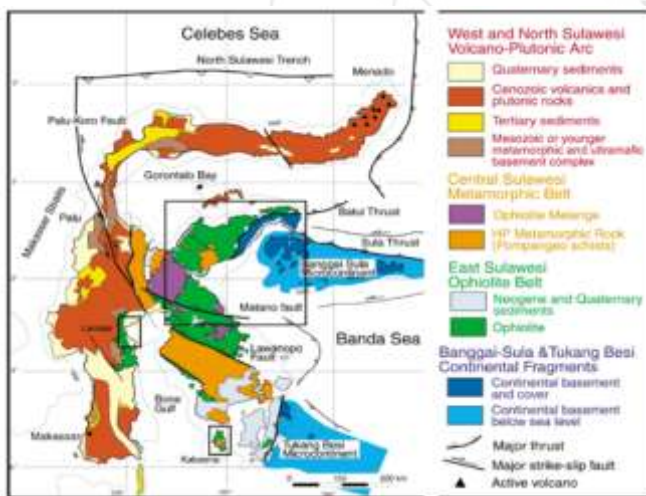 Celebes Sea
North Sulawesi Trench
Menado
Palu-Koro Fault
Gorontalo Bay
Makassar Straits
Palu
Batui Thrust
Sula Thrust
Banggai-Sula
Microcontinent
Matano fault
Banda Sea
Lawanopo
Fault
Bone
Gulf
Makassar
Kabaena
Tukang Besi
Microcontinent
200 km
West and North Sulawesi
Volcano-Plutonic Arc
Quaternary sediments
Cenozoic volcanics and
plutonic rocks
Tertiary sediments
Mesozoic or younger
metamorphic and ultramafic
basement complex
Central Sulawesi
Metamorphic Belt
Ophiolite Melange
HP Metamorphic Rock
(Pompangeo schists)
East Sulawesi
Ophiolite Belt
Neogene and Quaternary
sediments
Ophiolite
Banggai-Sula &Tukang Besi
Continental Fragments
Continental basement
and cover
Continental basement
below sea level
Major thrust
Major strike-slip fault
Active volcano